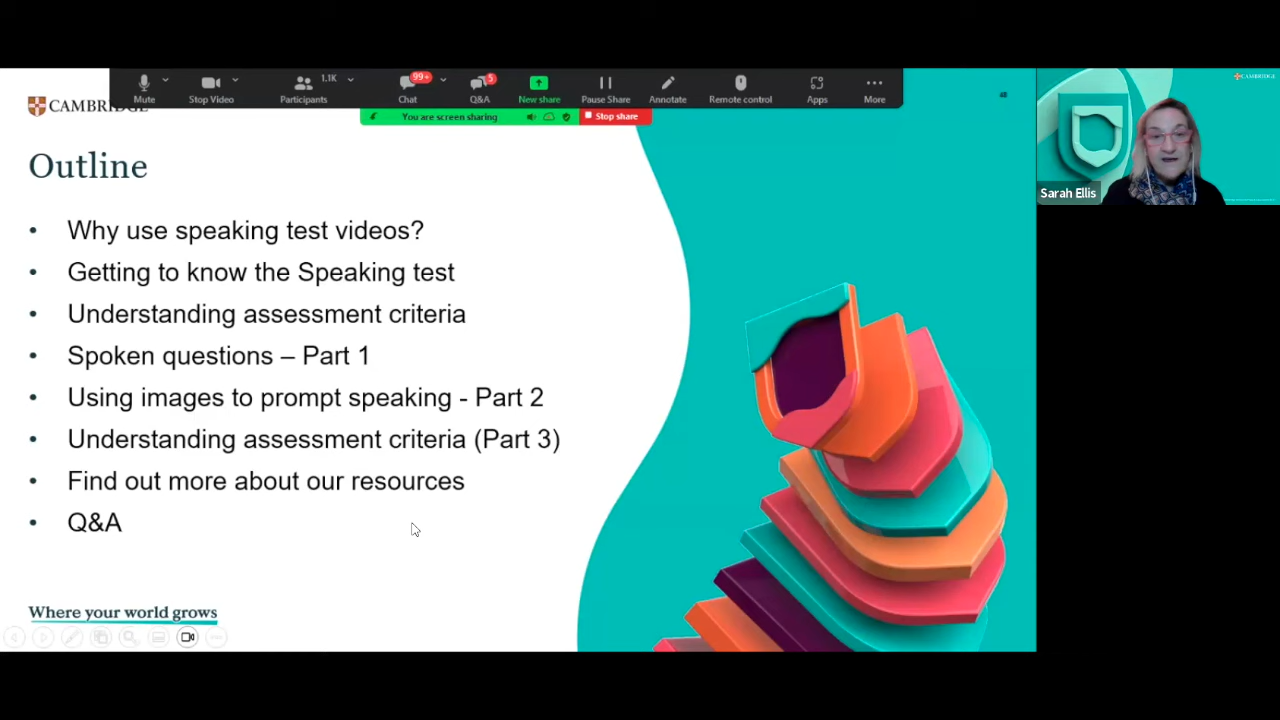 Mute
Stop Video
Participants
1.1K
Chat
99+
Q&A
5
New share
Pause Share
Annotate
Remote control
Apps
More
You are screen sharing
Stop share
CAMBRIDGE
48
CAMBRIDGE
Sarah Ellis
Outline
• Why use speaking test videos?
• Getting to know the Speaking test
• Understanding assessment criteria
• Spoken questions – Part 1
• Using images to prompt speaking - Part 2
• Understanding assessment criteria (Part 3)
• Find out more about our resources
• Q&A
Where your world grows